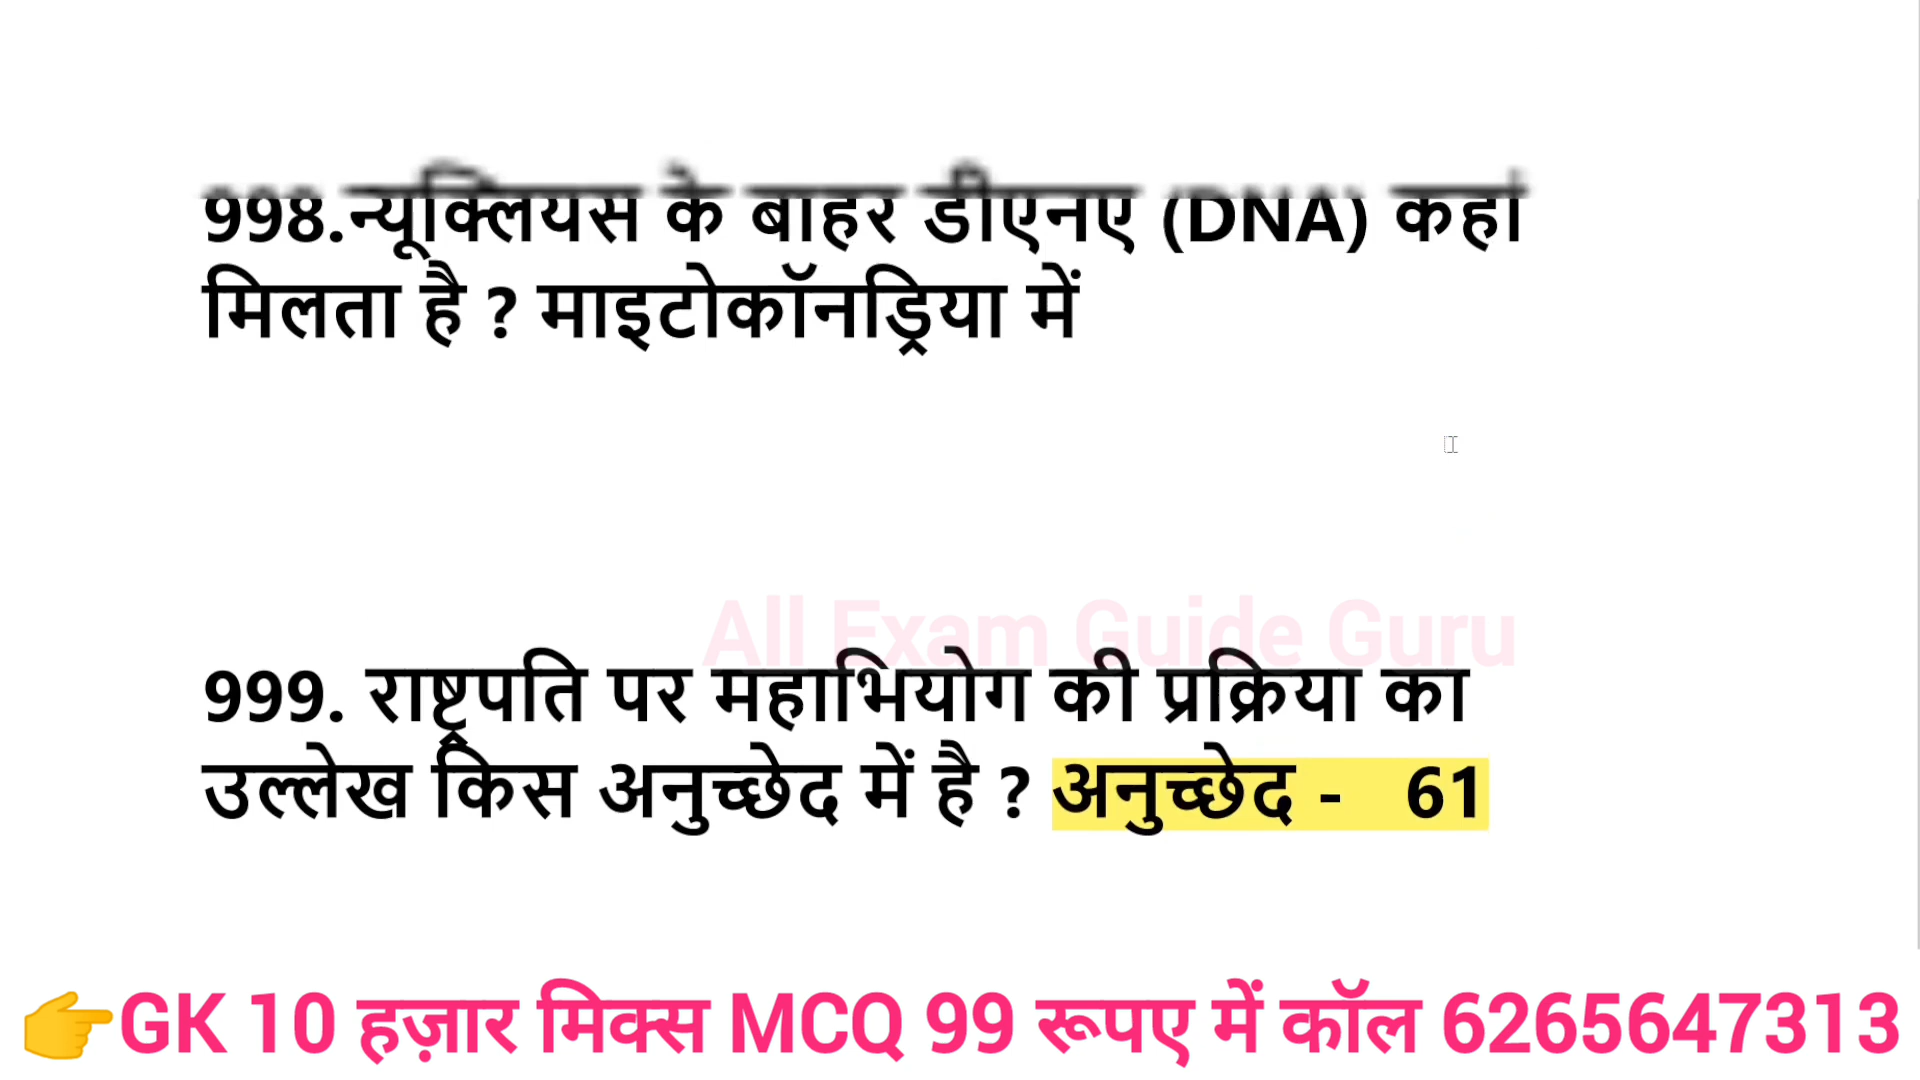 998.न्यूक्लियस के बाहर डीएनए (DNA) कहां
मिलता है ? माइटोकॉनड्रिया में
All Exam Guide Guru
999. राष्ट्रपति पर महाभियोग की प्रक्रिया का
उल्लेख किस अनुच्छेद में है ? अनुच्छेद - 61
👉GK 10 हज़ार मिक्स MCQ 99 रूपए में कॉल 6265647313